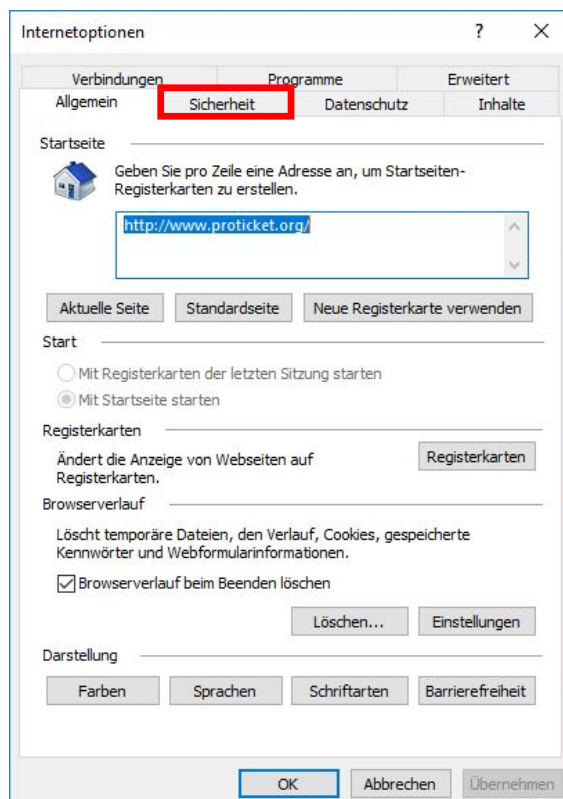 Internetoptionen
Verbindungen Programme Erweitert
Allgemein Sicherheit Datenschutz Inhalte
Startseite
Geben Sie pro Zeile eine Adresse an, um Startseiten-
Registerkarten zu erstellen.
http://www.proticket.org/
Aktuelle Seite Standardseite Neue Registerkarte verwenden
Start
Mit Registerkarten der letzten Sitzung starten
Mit Startseite starten
Registerkarten
Ändert die Anzeige von Webseiten auf
Registerkarten.
Registerkarten
Browserverlauf
Löscht temporäre Dateien, den Verlauf, Cookies, gespeicherte
Kennwörter und Webformularinformationen.
Browserverlauf beim Beenden löschen
Löschen... Einstellungen
Darstellung
Farben Sprachen Schriftarten Barrierefreiheit
OK Abbrechen Übernehmen